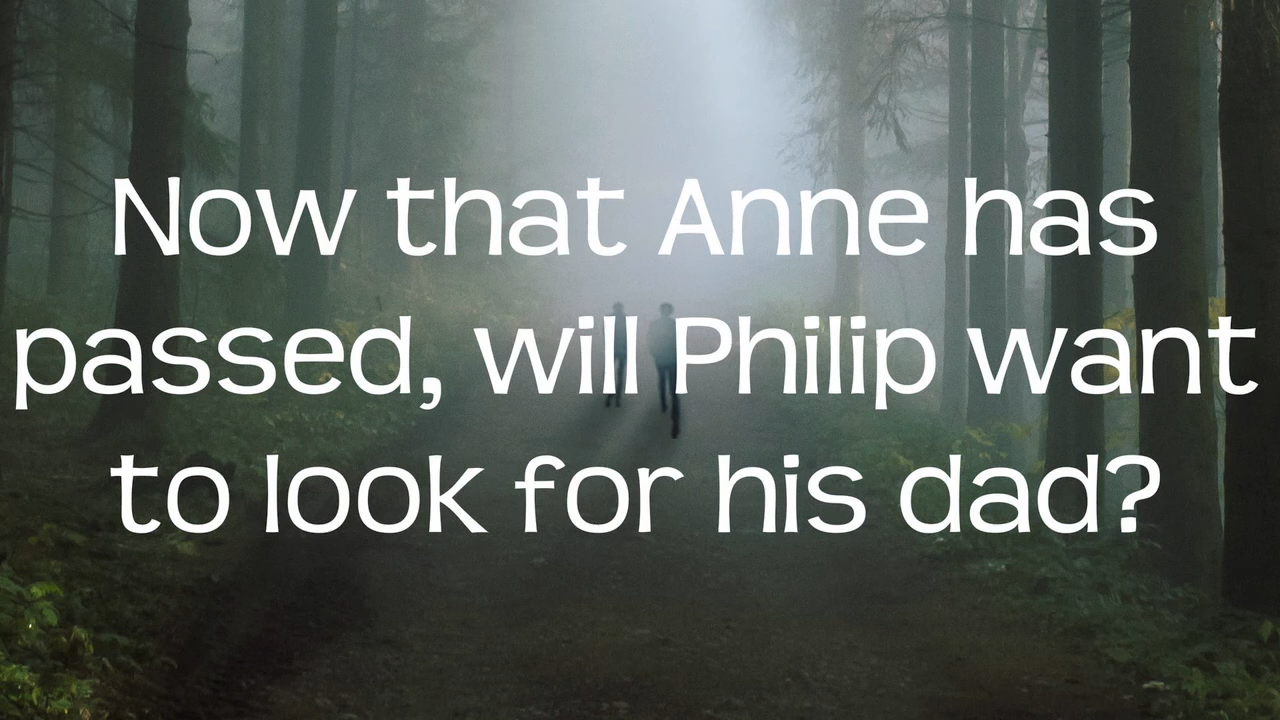 Now that Anne has
passed, will Philip want
to look for his dad?